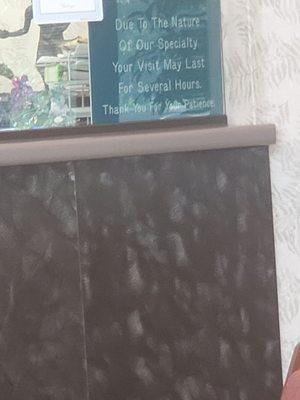 Due To The Nature
Of Our Specialty
Your Visit May Last
For Several Hours.
Thank You For Your Patience.